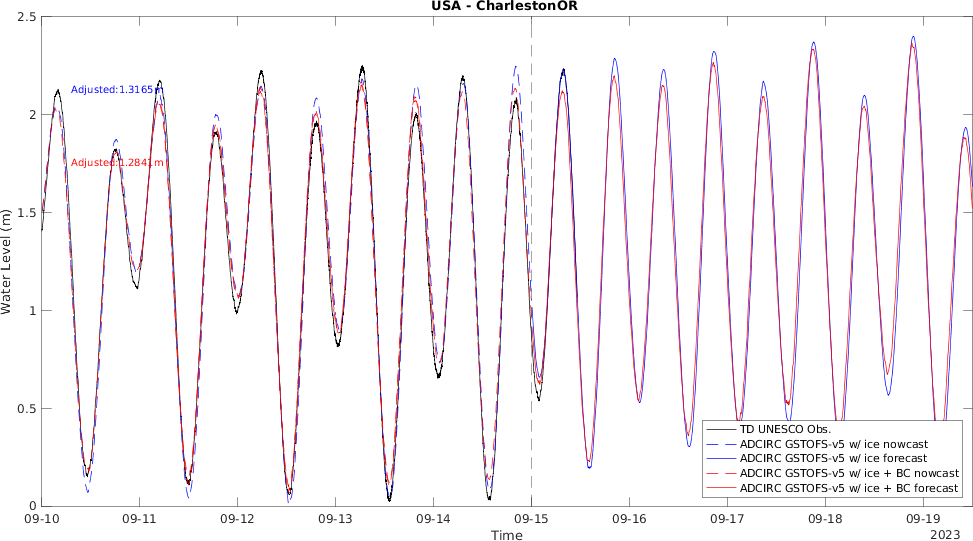 USA - CharlestonOR
2.5
2
1.5
1
0.5
0
Water Level (m)
Adjusted:1.3165m
Adjusted:1.2841m
TD UNESCO Obs.
ADCIRC GSTOFS-v5 w/ ice nowcast
ADCIRC GSTOFS-v5 w/ ice forecast
ADCIRC GSTOFS-v5 w/ ice + BC nowcast
ADCIRC GSTOFS-v5 w/ ice + BC forecast
09-10 09-11 09-12 09-13 09-14 09-15 09-16 09-17 09-18 09-19
Time
2023